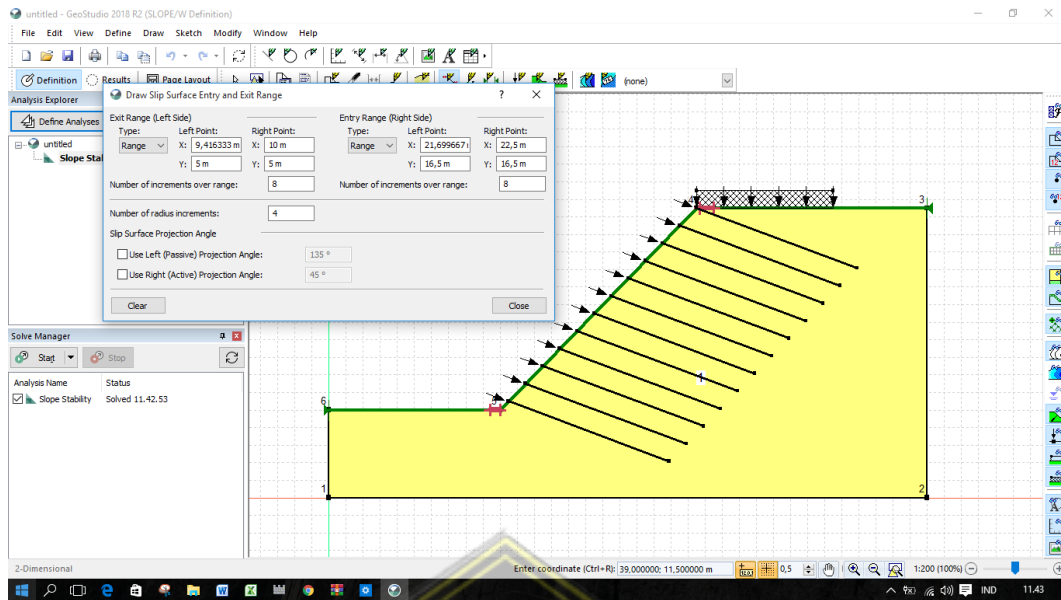 untitled - GeoStudio 2018 R2 (SLOPE/W Definition)
File Edit View Define Draw Sketch Modify Window Help
Definition Results Page Layout (none)
Analysis Explorer
Define Analyses
untitled
Slope Stal
Draw Slip Surface Entry and Exit Range ?
Exit Range (Left Side) Entry Range (Right Side)
Type: Left Point: Right Point: Type: Left Point: Right Point:
Range X: 9,416333 m X: 10 m Range X: 21,699667 X: 22,5 m
Y: 5 m Y: 5 m Y: 16,5 m Y: 16,5 m
Number of increments over range: 8 Number of increments over range: 8
Number of radius increments: 4
Slip Surface Projection Angle
Use Left (Passive) Projection Angle: 135 °
Use Right (Active) Projection Angle: 45 °
Clear Close
4 3
1
6 5
1 2
Solve Manager
Start Stop
Analysis Name Status
Slope Stability Solved 11.42.53
2-Dimensional Enter coordinate (Ctrl+R): 39,000000; 11,500000 m 0,5 1:200 (100%)
IND 11.43